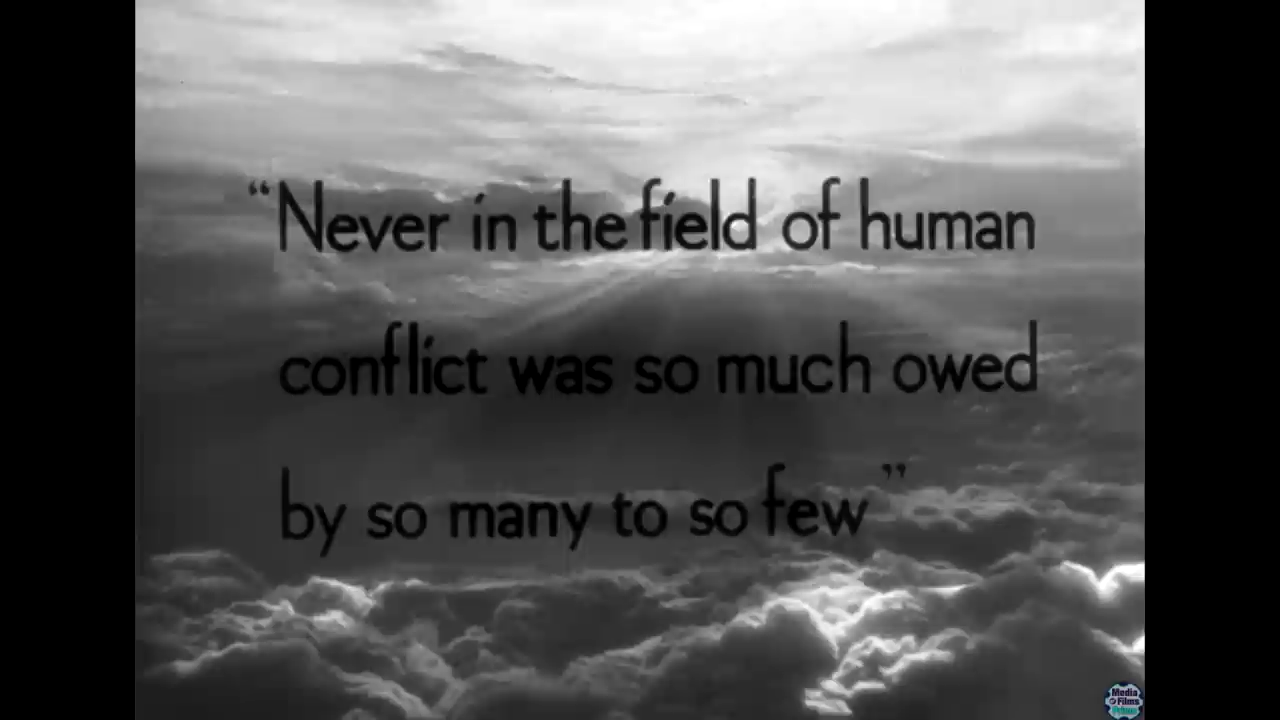 “Never in the field of human
conflict was so much owed
by so many to so few”
Media
Films
Prime